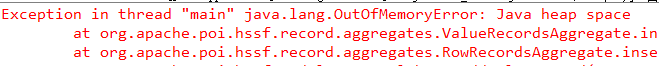 Exception in thread "main" java.lang.OutOfMemoryError: Java heap space
at org.apache.poi.hssf.record.aggregates.ValueRecordsAggregate.in
at org.apache.poi.hssf.record.aggregates.RowRecordsAggregate.inse